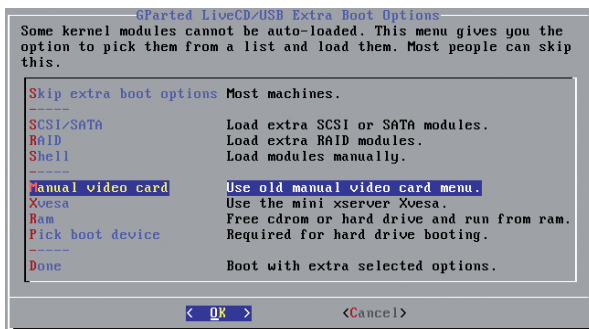 GParted LiveCD/USB Extra Boot Options
Some kernel modules cannot be auto-loaded. This menu gives you the
option to pick them from a list and load them. Most people can skip
this.
Skip extra boot options Most machines.
-----
SCSI/SATA Load extra SCSI or SATA modules.
RAID Load extra RAID modules.
Shell Load modules manually.
-----
Manual video card Use old manual video card menu.
Xvesa Use the mini xserver Xvesa.
Ram Free cdrom or hard drive and run from ram.
Pick boot device Required for hard drive booting.
-----
Done Boot with extra selected options.
< OK > <Cancel>